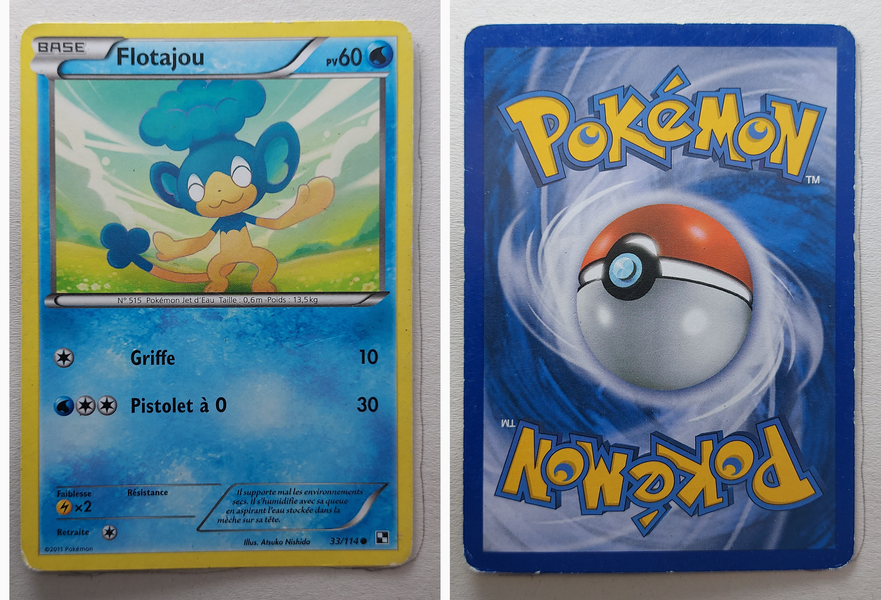 BASE
Flotajou
PV60
N° 515 Pokémon Jet d'Eau Taille : 0,6m -Poids : 13,5kg
Griffe 10
Pistolet à O 30
Faiblesse Résistance
×2
Retraite
Il supporte mal les environnements
secs. Il s'humidifie avec sa queue
en aspirant l'eau stockée dans la
mèche sur sa tête.
©2011 Pokémon
Illus. Atsuko Nishida
33/114
POKéMON
TM
TM
POKéMON